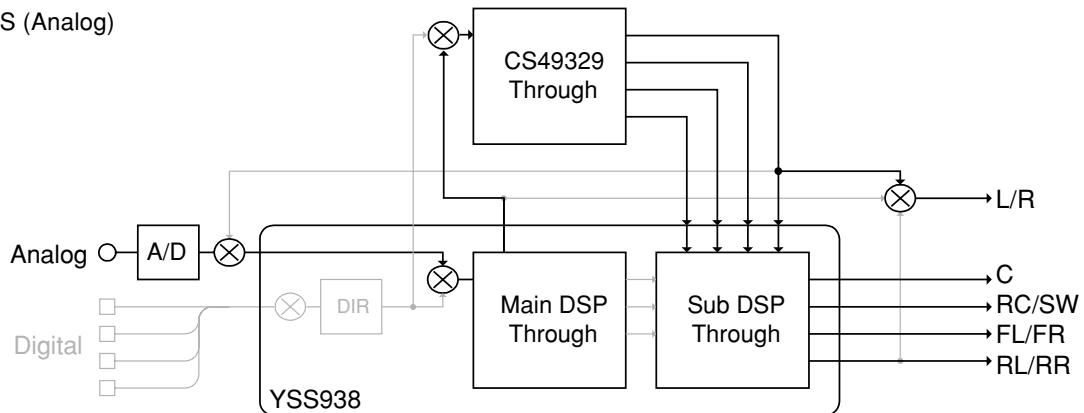 S (Analog)
CS49329
Through
L/R
Analog
A/D
C
DIR
Main DSP
Through
Sub DSP
Through
RC/SW
FL/FR
Digital
RL/RR
YSS938